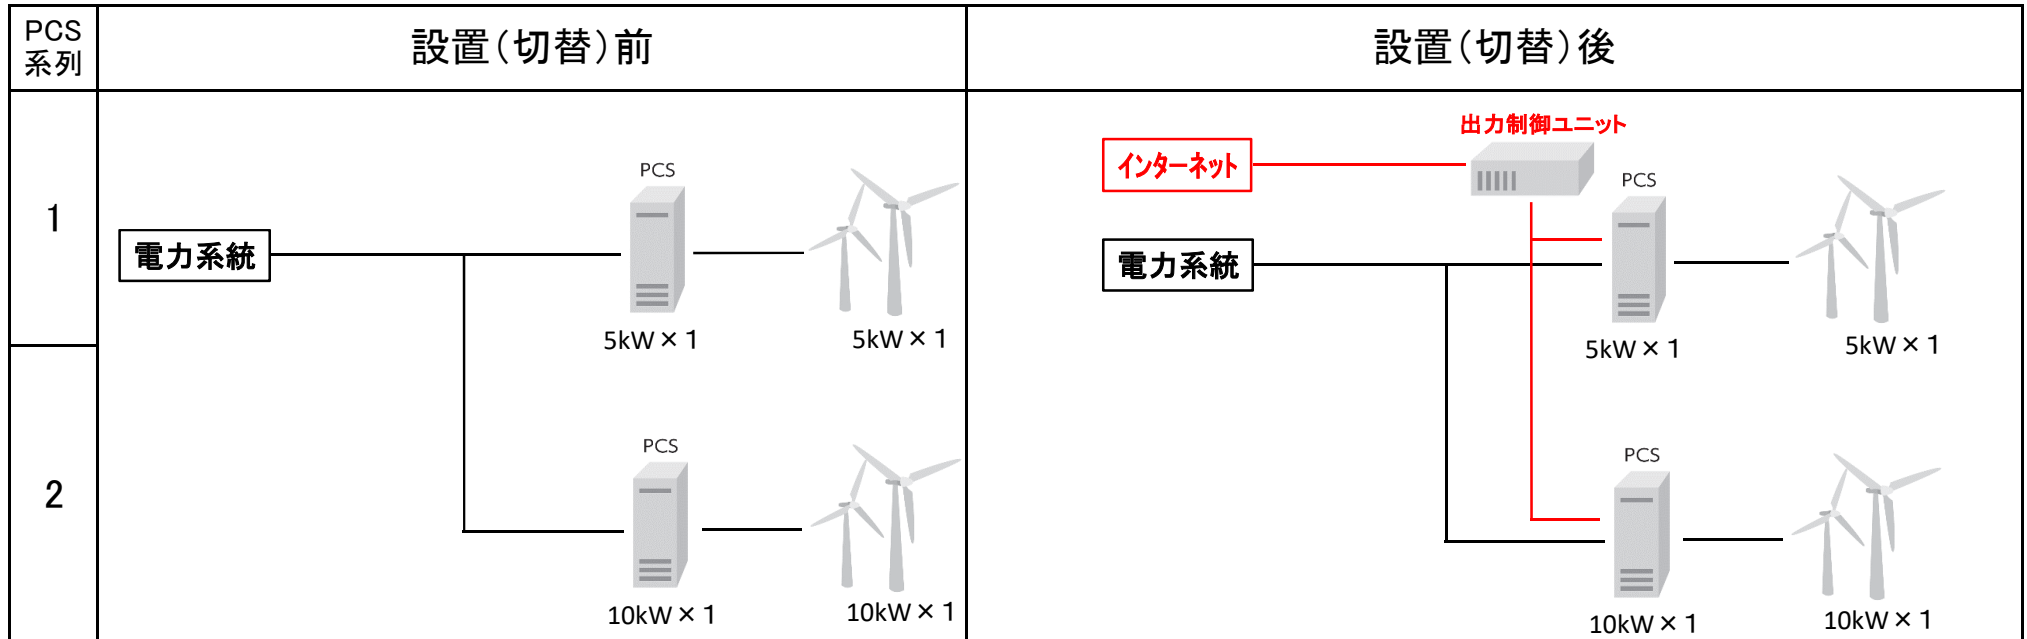 PCS
系列
設置(切替)前
設置(切替)後
1
電力系統
PCS
5kW×1
5kW×1
出力制御ユニット
インターネット
電力系統
PCS
5kW×1
5kW×1
2
PCS
10kW×1
10kW×1
PCS
10kW×1
10kW×1